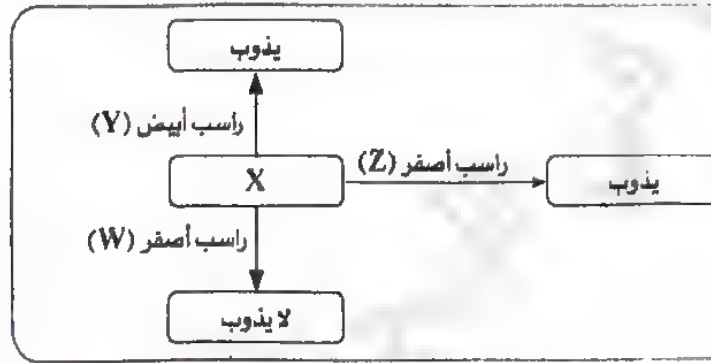 يذوب
راسب أبيض (Y)
X
راسب أصفر (Z)
يذوب
راسب أصفر (W)
لا يذوب